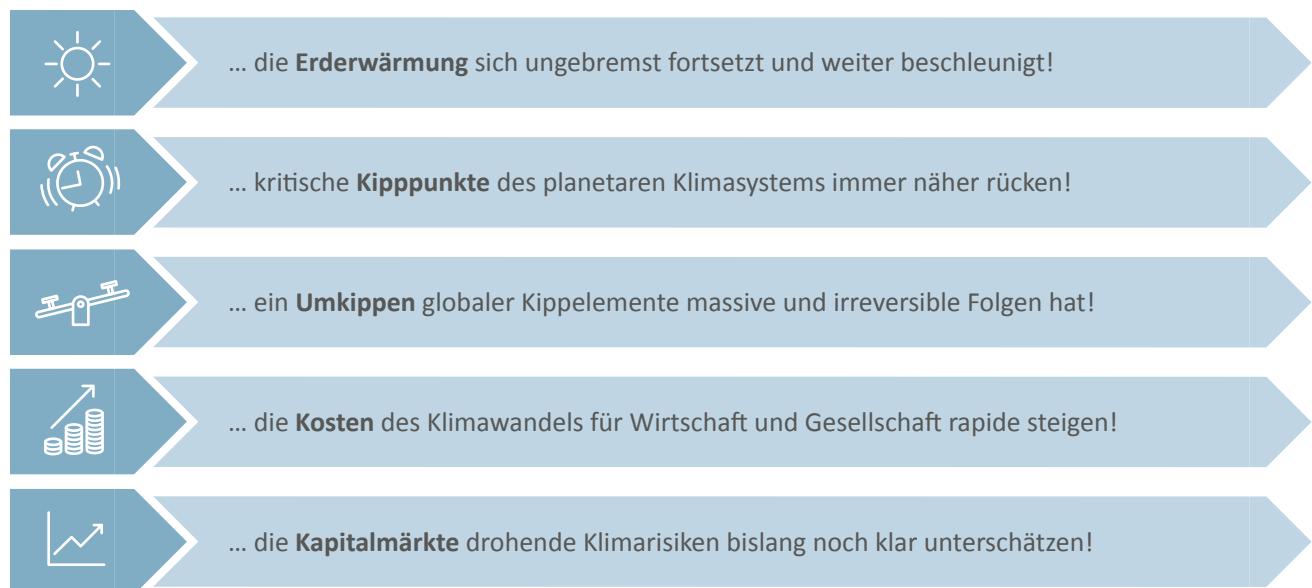 ... die Erderwärmung sich ungebremst fortsetzt und weiter beschleunigt!
... kritische Kipppunkte des planetaren Klimasystems immer näher rücken!
... ein Umkippen globaler Kippelemente massive und irreversible Folgen hat!
... die Kosten des Klimawandels für Wirtschaft und Gesellschaft rapide steigen!
... die Kapitalmärkte drohende Klimarisiken bislang noch klar unterschätzen!